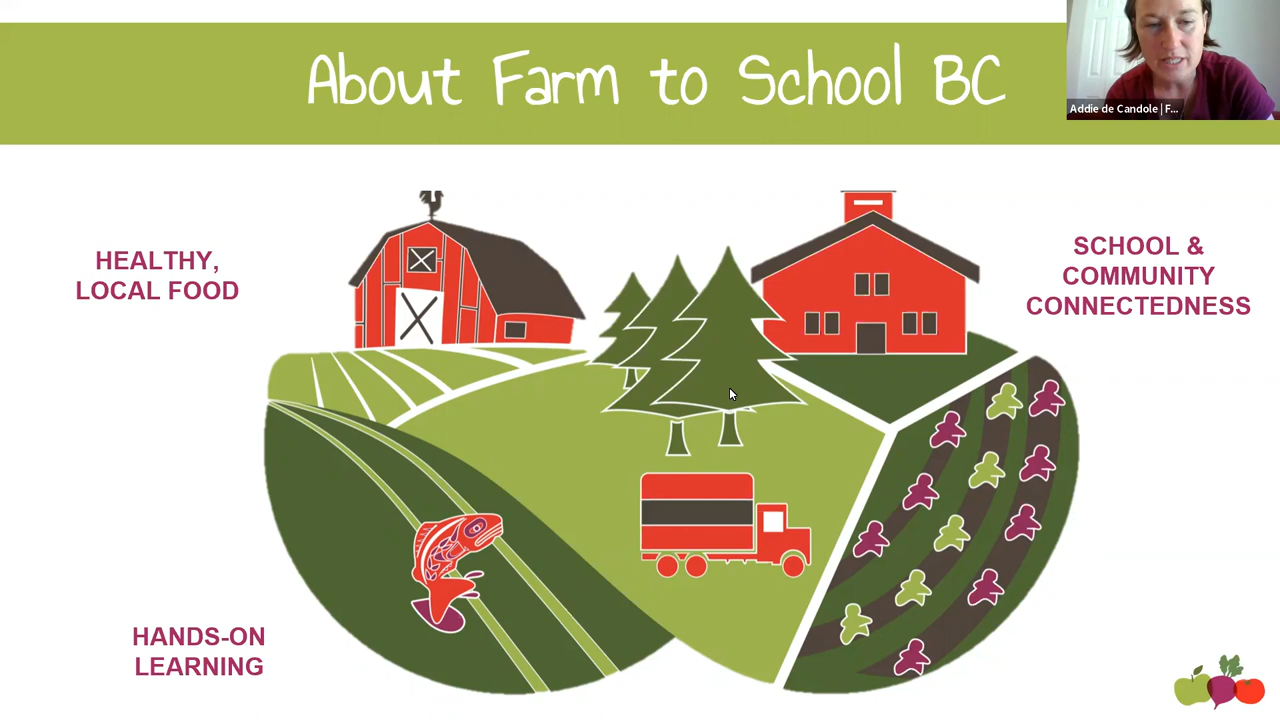 About Farm to School BC
Addie de Candole | F...
HEALTHY,
LOCAL FOOD
SCHOOL &
COMMUNITY
CONNECTEDNESS
HANDS-ON
LEARNING